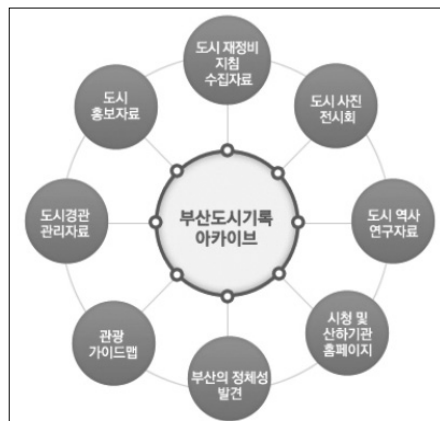 도시 재정비
지침
수집자료
도시 사진
전시회
도시 역사
연구자료
시청 및
산하기관
홈페이지
부산의 정체성
발견
관광
가이드맵
도시경관
관리자료
도시
홍보자료
부산도시기록
아카이브